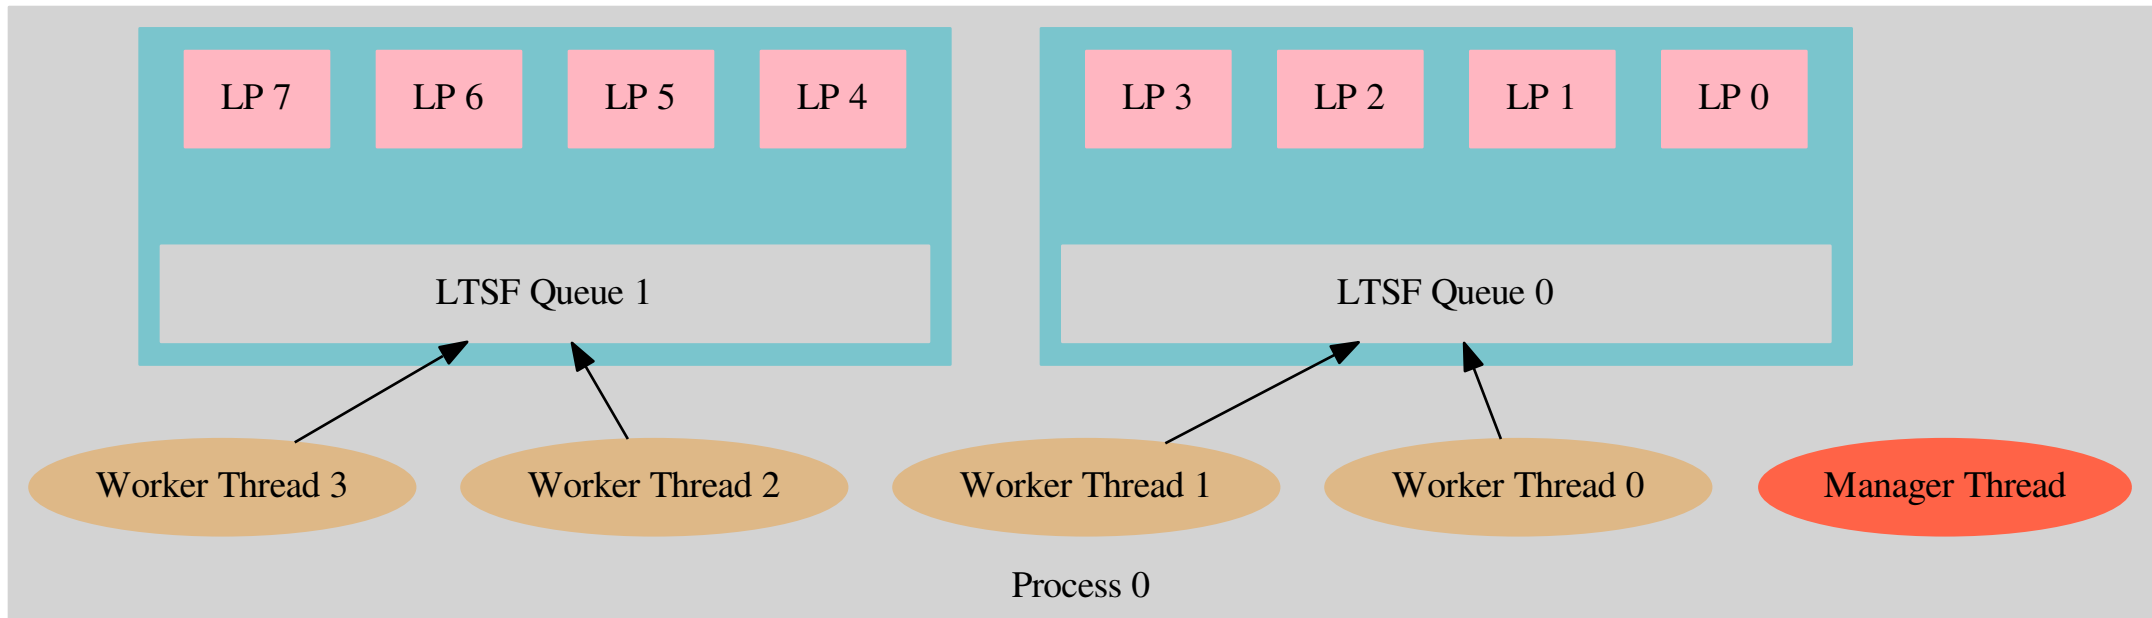 LP 7
LP 6
LP 5
LP 4
LP 3
LP 2
LP 1
LP 0
LTSF Queue 1
LTSF Queue 0
Worker Thread 3
Worker Thread 2
Worker Thread 1
Worker Thread 0
Manager Thread
Process 0